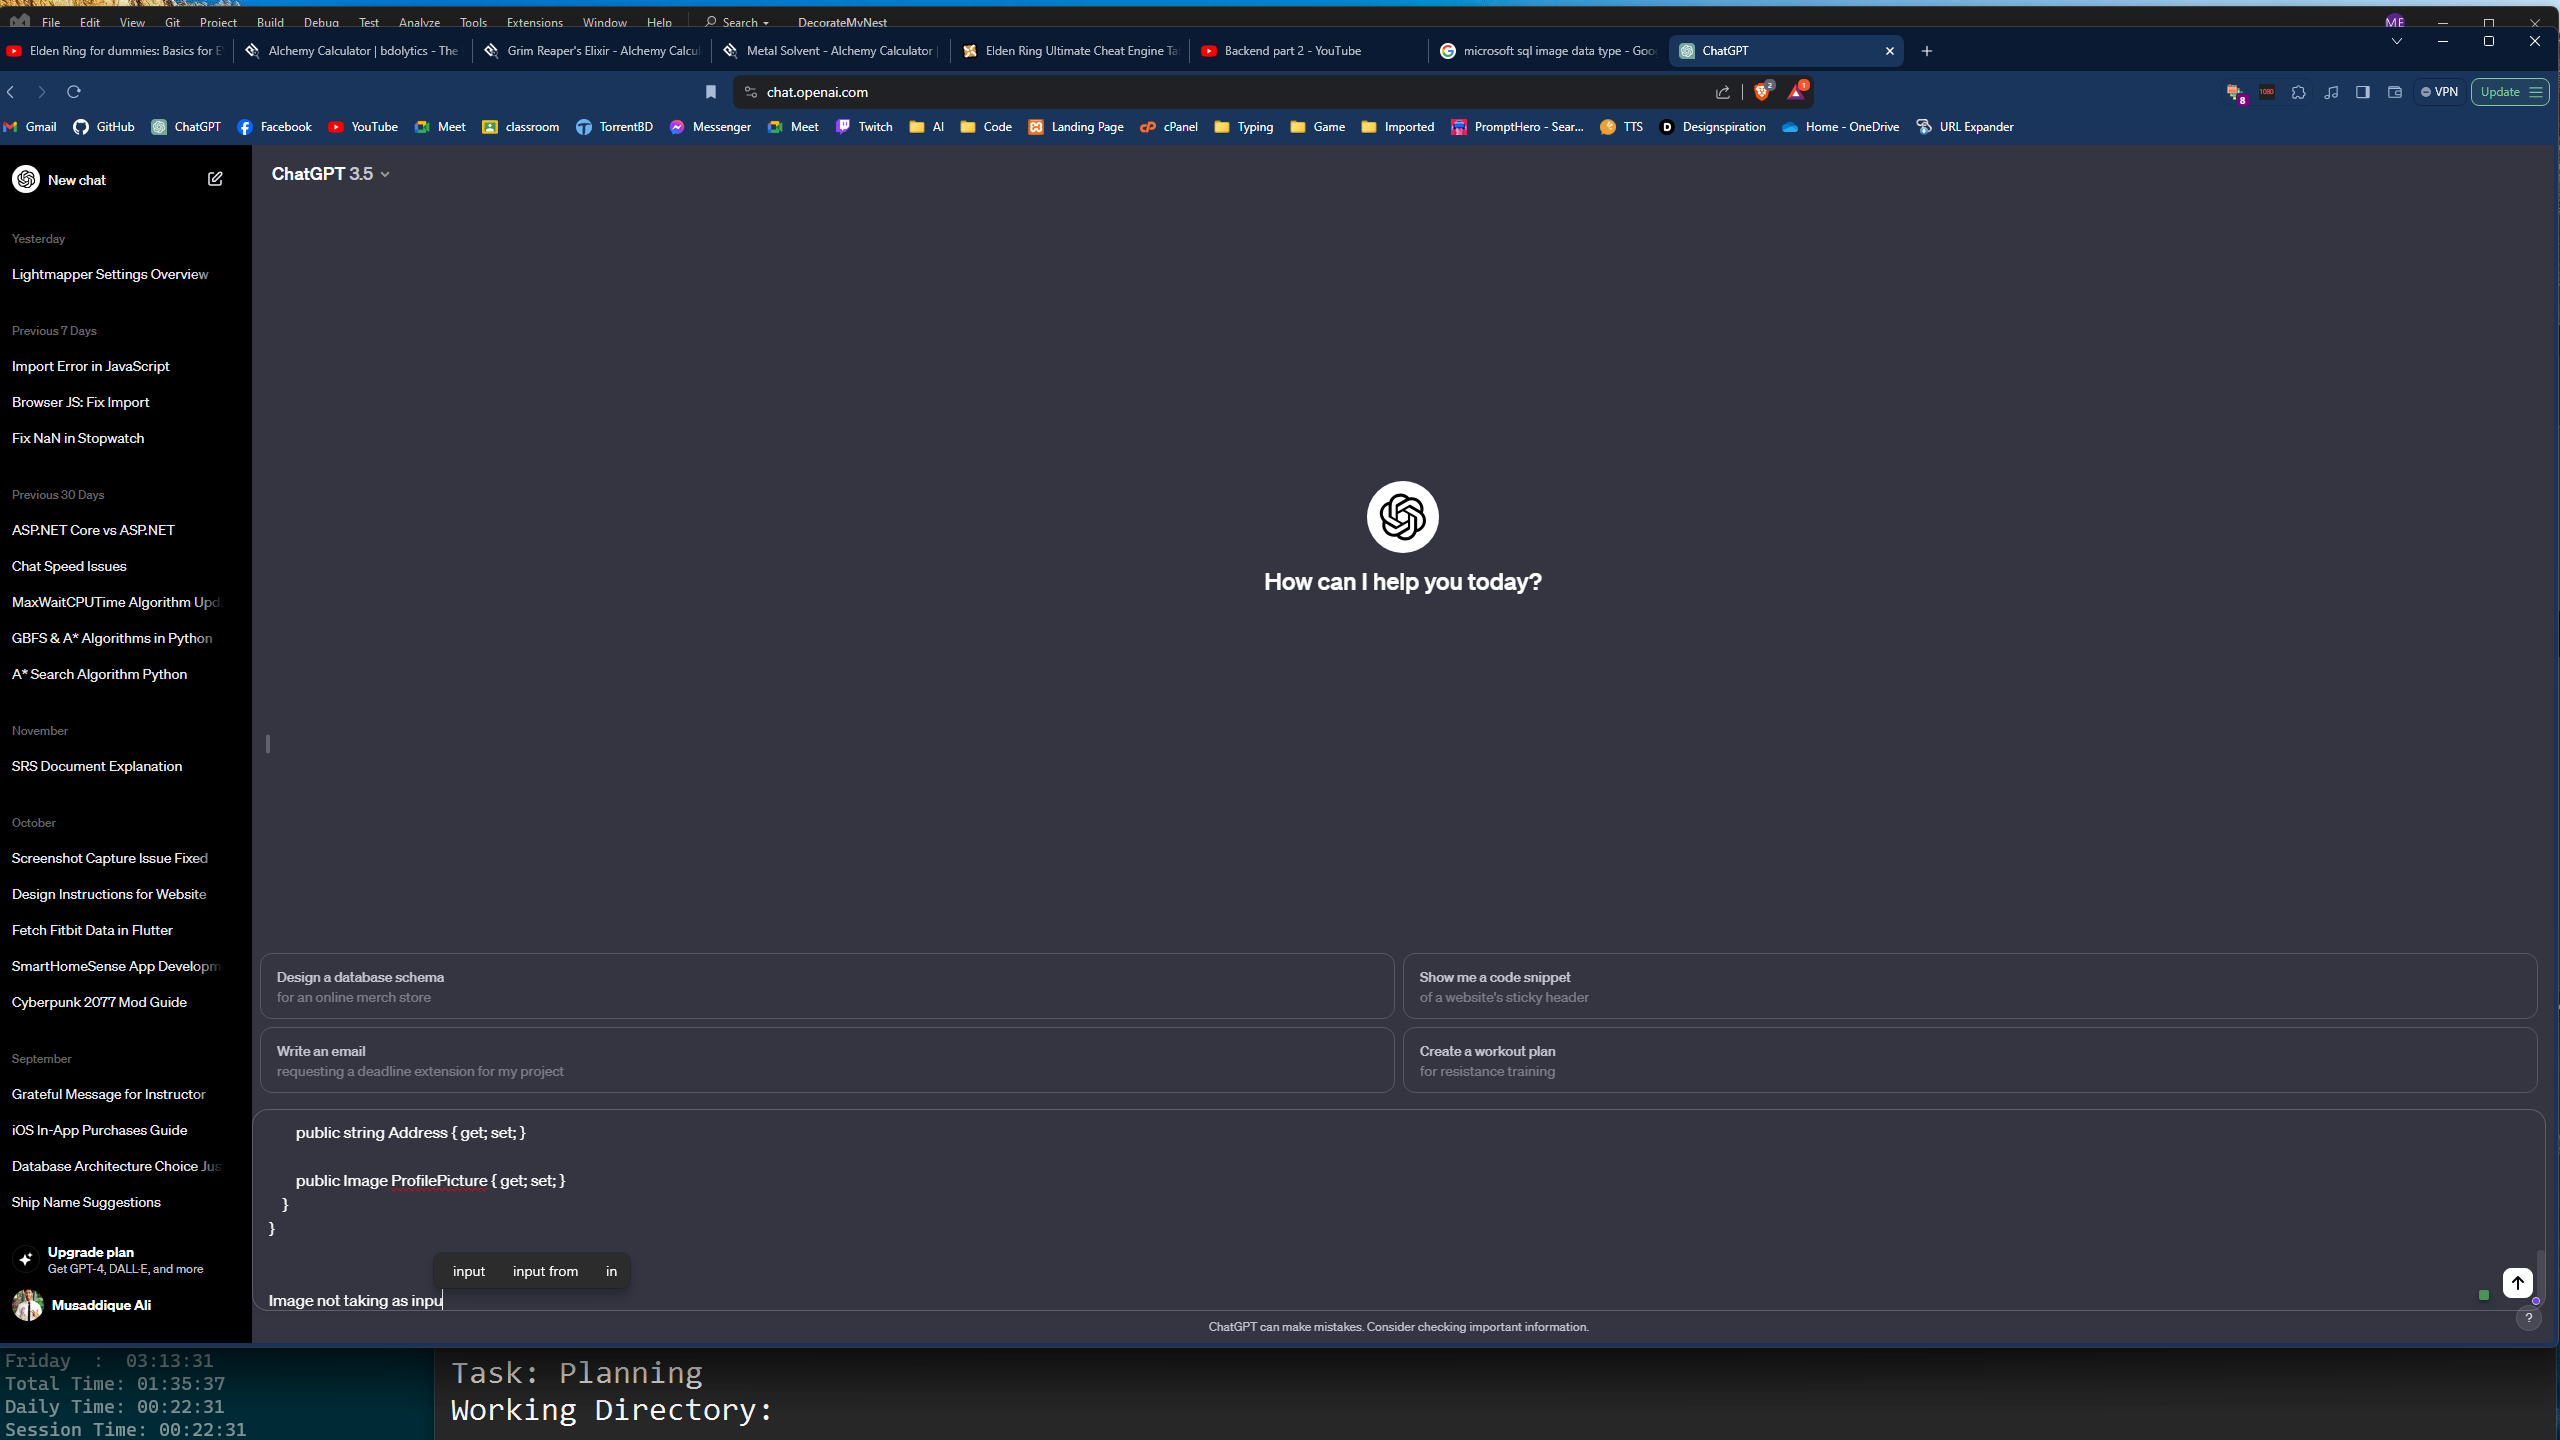 File Edit View Git Project Build Debug Test Analyze Tools Extensions Window Help Search DecorateMyNest ME
Elden Ring for dummies: Basics for E Alchemy Calculator | bdolytics - The Grim Reaper's Elixir - Alchemy Calcu Metal Solvent - Alchemy Calculator | Elden Ring Ultimate Cheat Engine Ta Backend part 2 - YouTube microsoft sql image data type - Goo ChatGPT
chat.openai.com 2 1 8 1080 VPN Update
Gmail GitHub ChatGPT Facebook YouTube Meet classroom TorrentBD Messenger Meet Twitch AI Code Landing Page cPanel Typing Game Imported PromptHero - Sear... TTS Designspiration Home - OneDrive URL Expander
New chat
ChatGPT 3.5
Yesterday
Lightmapper Settings Overview
Previous 7 Days
Import Error in JavaScript
Browser JS: Fix Import
Fix NaN in Stopwatch
Previous 30 Days
ASP.NET Core vs ASP.NET
Chat Speed Issues
MaxWaitCPUTime Algorithm Upd
GBFS & A* Algorithms in Python
A* Search Algorithm Python
November
SRS Document Explanation
October
Screenshot Capture Issue Fixed
Design Instructions for Website
Fetch Fitbit Data in Flutter
SmartHomeSense App Developm
Cyberpunk 2077 Mod Guide
September
Grateful Message for Instructor
iOS In-App Purchases Guide
Database Architecture Choice Jus
Ship Name Suggestions
Upgrade plan
Get GPT-4, DALL·E, and more
Musaddique Ali
How can I help you today?
Design a database schema
for an online merch store
Show me a code snippet
of a website's sticky header
Write an email
requesting a deadline extension for my project
Create a workout plan
for resistance training
public string Address { get; set; }
public Image ProfilePicture { get; set; }
}
}
input input from in
Image not taking as inpu
ChatGPT can make mistakes. Consider checking important information.
?
Friday : 03:13:31
Total Time: 01:35:37
Daily Time: 00:22:31
Session Time: 00:22:31
Task: Planning
Working Directory: